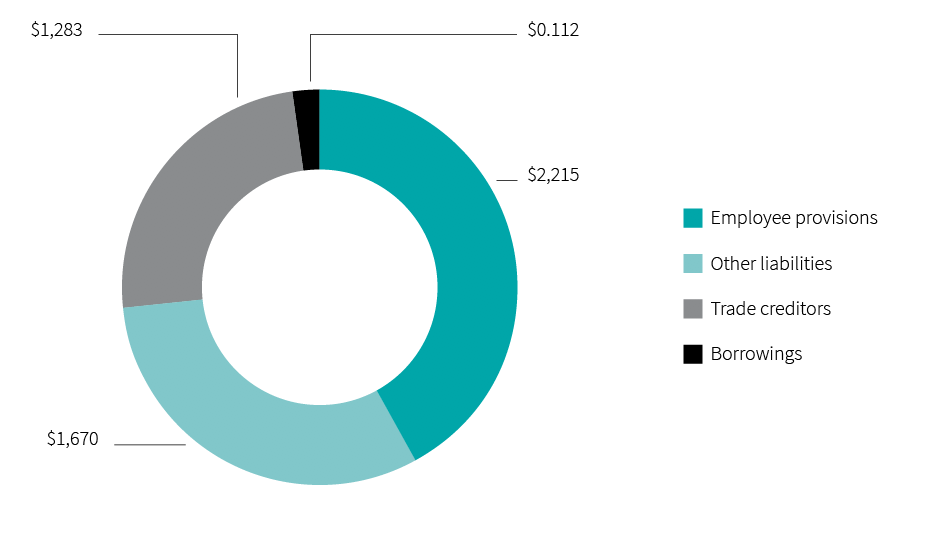 $1,283
$0.112
$2,215
Employee provisions
Other liabilities
Trade creditors
Borrowings
$1,670